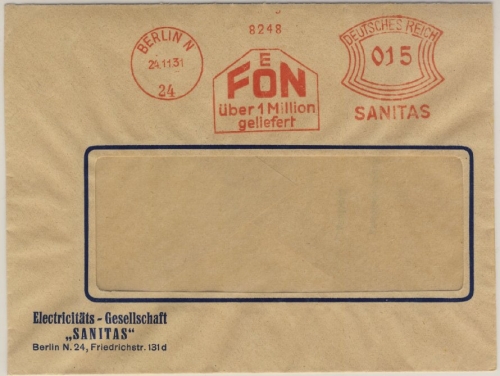 BERLIN N
24.11.31
24
8248
E
FON
über 1 Million
geliefert
DEUTSCHES REICH
015
SANITAS
Electricitäts - Gesellschaft
„SANITAS“
Berlin N. 24, Friedrichstr. 131 d